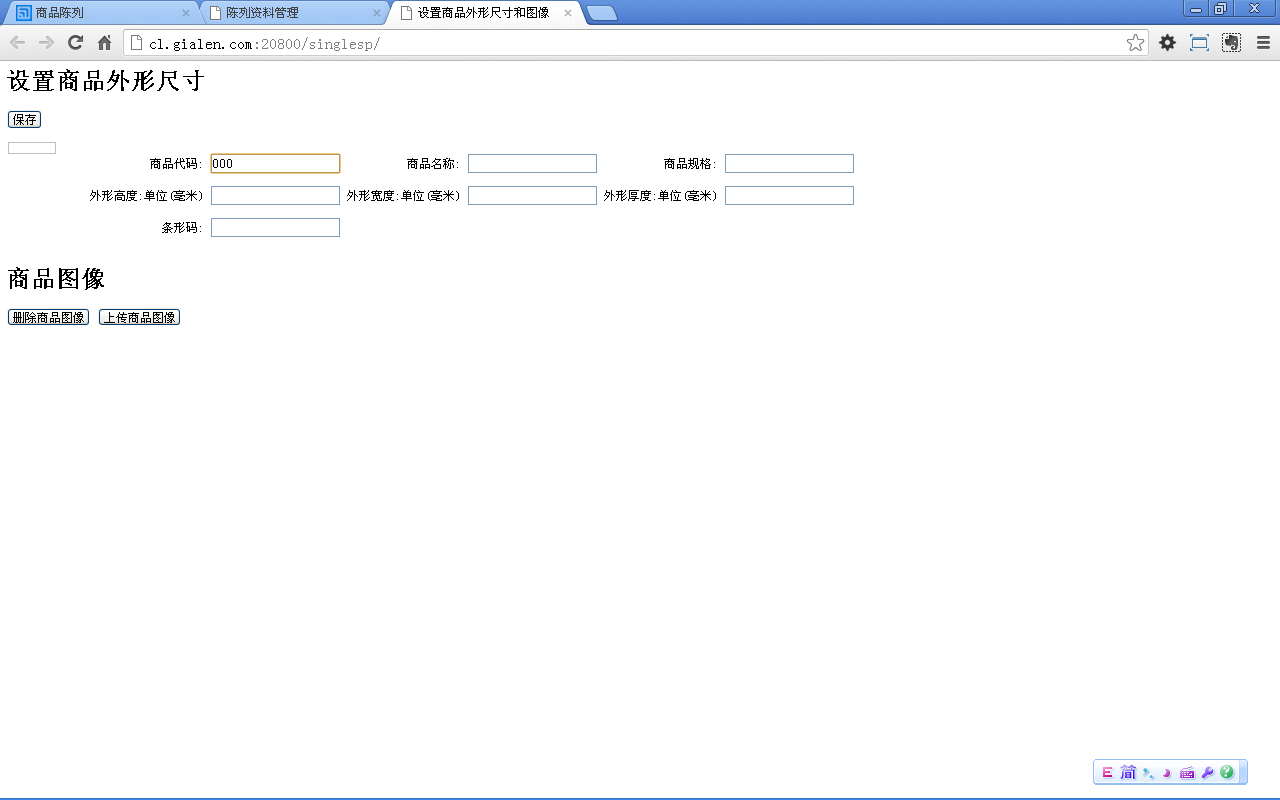 商品陈列 陈列资料管理 设置商品外形尺寸和图像
cl.gialen.com:20800/singlesp/
设置商品外形尺寸
保存
商品代码: 000 商品名称: 商品规格:
外形高度:单位(毫米) 外形宽度:单位(毫米) 外形厚度:单位(毫米)
条形码:
商品图像
删除商品图像 上传商品图像
E 简